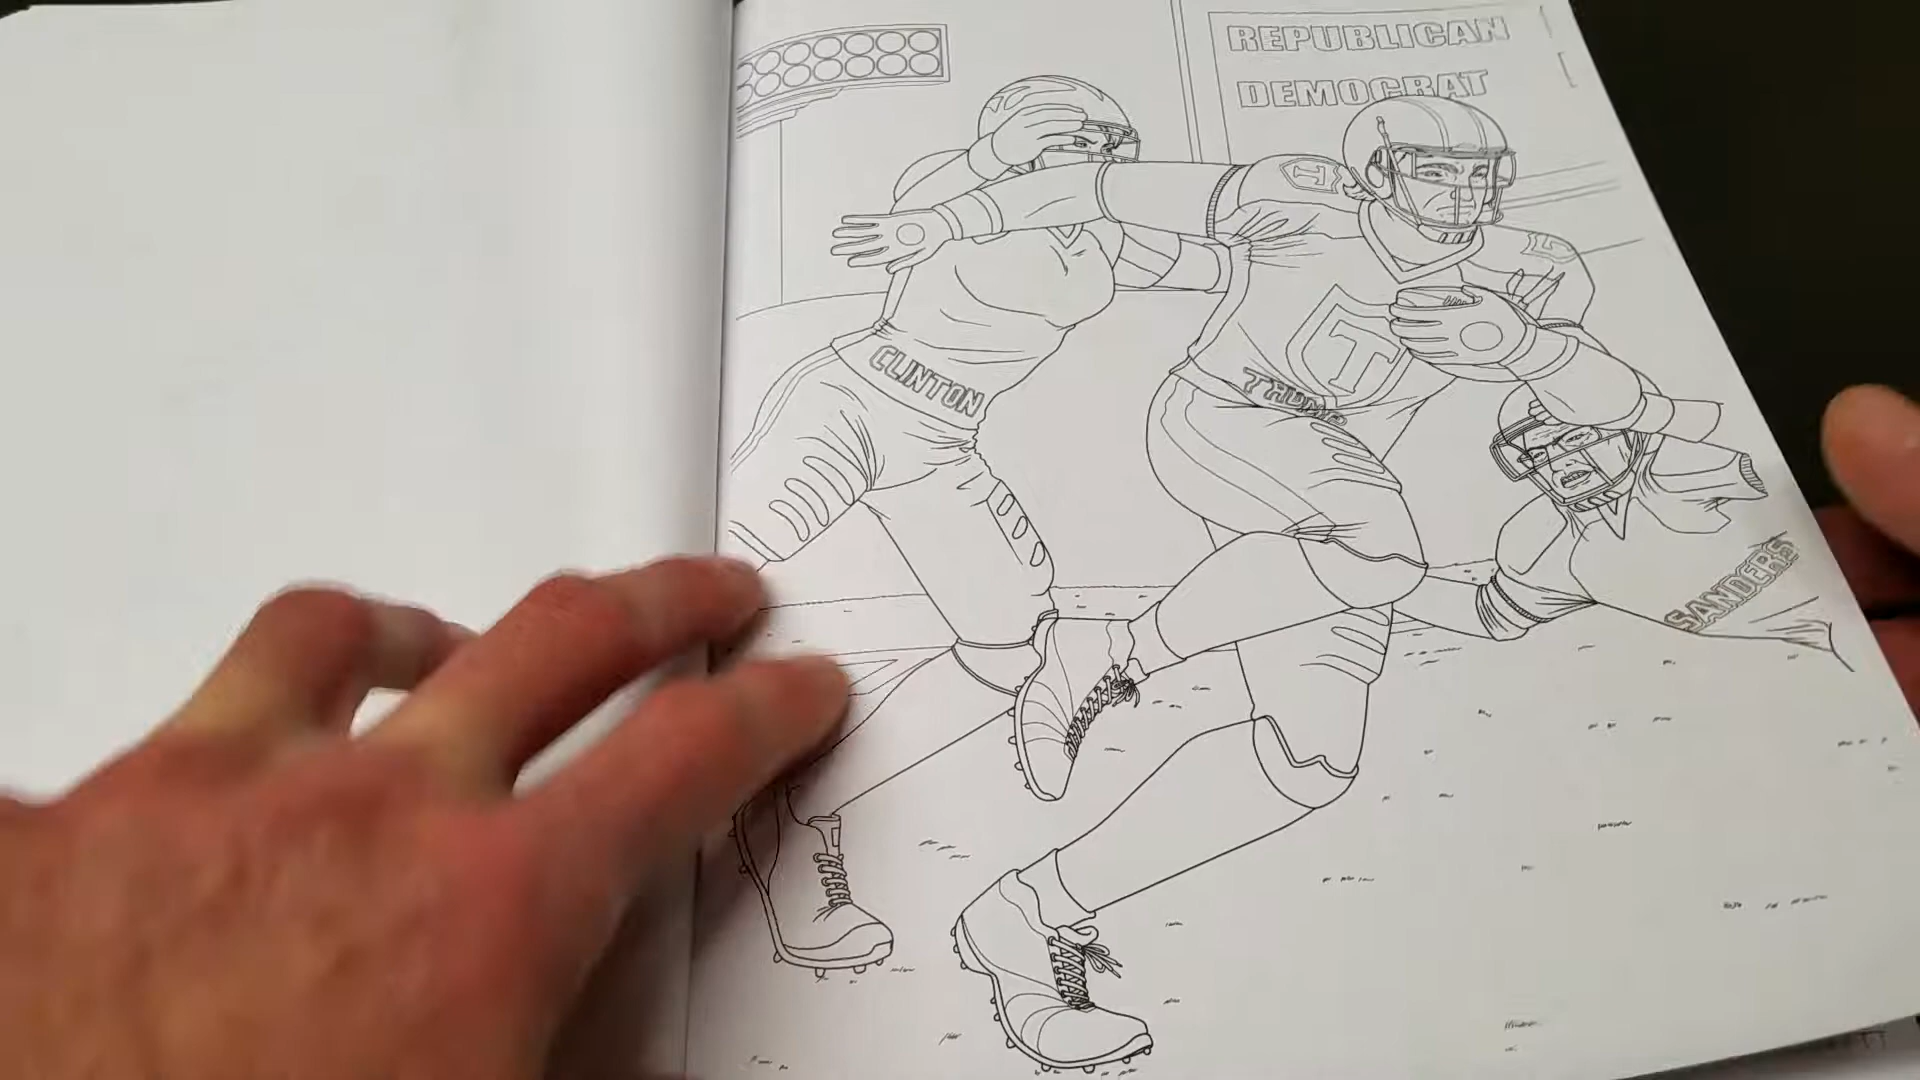 REPUBLICAN
DEMOCRAT
T
T
CLINTON
TRUMP
SANDERS